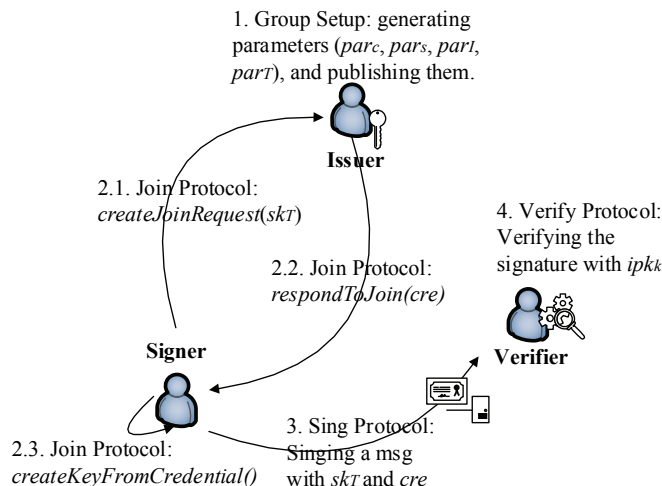 1. Group Setup: generating
parameters (parc, pars, parI,
parT), and publishing them.
Issuer
2.1. Join Protocol:
createJoinRequest(skT)
4. Verify Protocol:
Verifying the
signature with ipkk
2.2. Join Protocol:
respondToJoin(cre)
Signer
Verifier
2.3. Join Protocol:
createKeyFromCredential()
3. Sing Protocol:
Singing a msg
with skT and cre